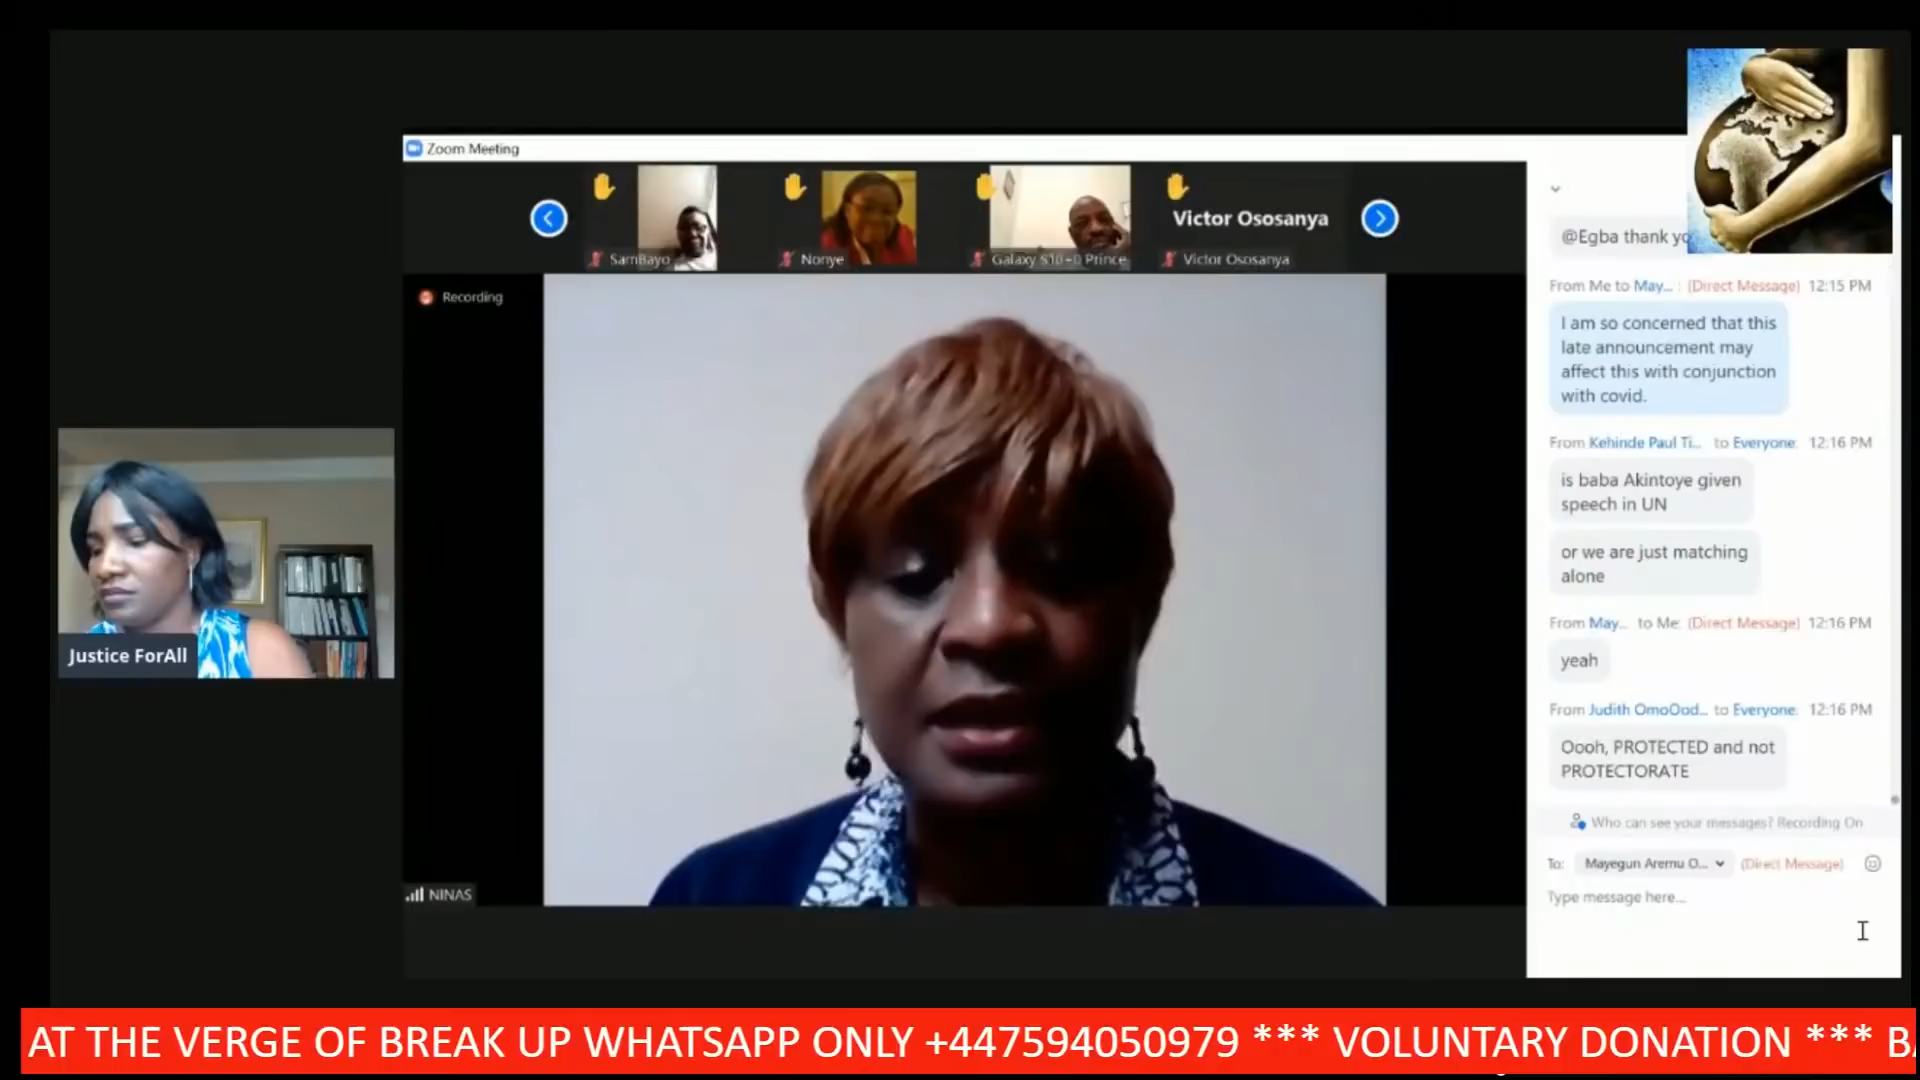 Zoom Meeting
SamBayo
Nonye
Galaxy S10+0 Prince
Victor Ososanya
Victor Ososanya
Recording
NINAS
Justice ForAll
@Egba thank yo
From Me to May... : (Direct Message) 12:15 PM
I am so concerned that this
late announcement may
affect this with conjunction
with covid.
From Kehinde Paul Ti... to Everyone: 12:16 PM
is baba Akintoye given
speech in UN
or we are just matching
alone
From May... to Me: (Direct Message) 12:16 PM
yeah
From Judith OmoOod... to Everyone: 12:16 PM
Oooh, PROTECTED and not
PROTECTORATE
Who can see your messages? Recording On
To: Mayegun Aremu O... (Direct Message)
Type message here...
AT THE VERGE OF BREAK UP WHATSAPP ONLY +447594050979 *** VOLUNTARY DONATION *** BA